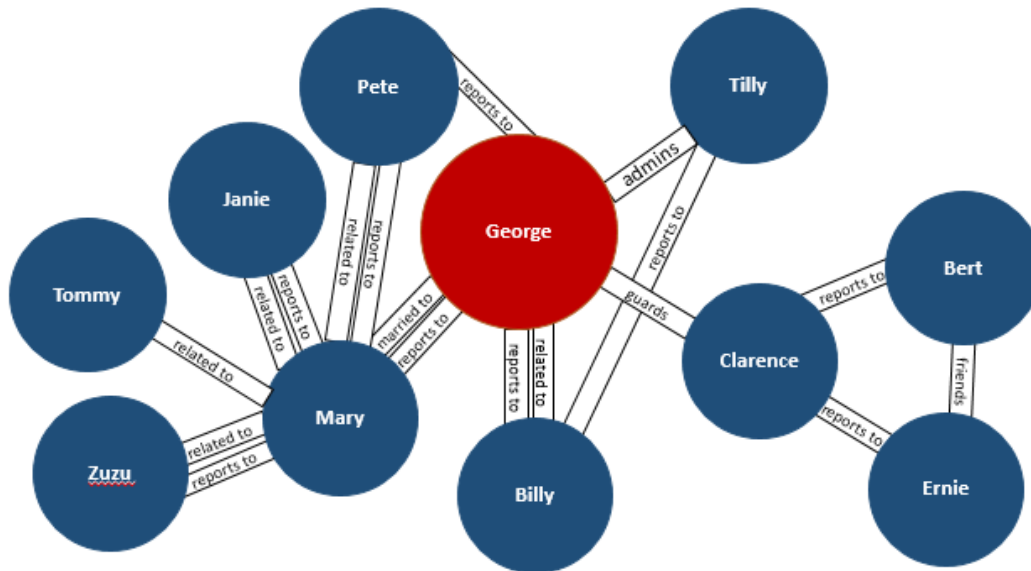 Pete
reports to
Tilly
admins
Janie
related to
reports to
George
reports to
Bert
Tommy
related to
reports to
married to
reports to
guards
reports to
related to
Clarence
friends
related to
reports to
related to
Mary
reports to
related to
reports to
Zuzu
Billy
Ernie